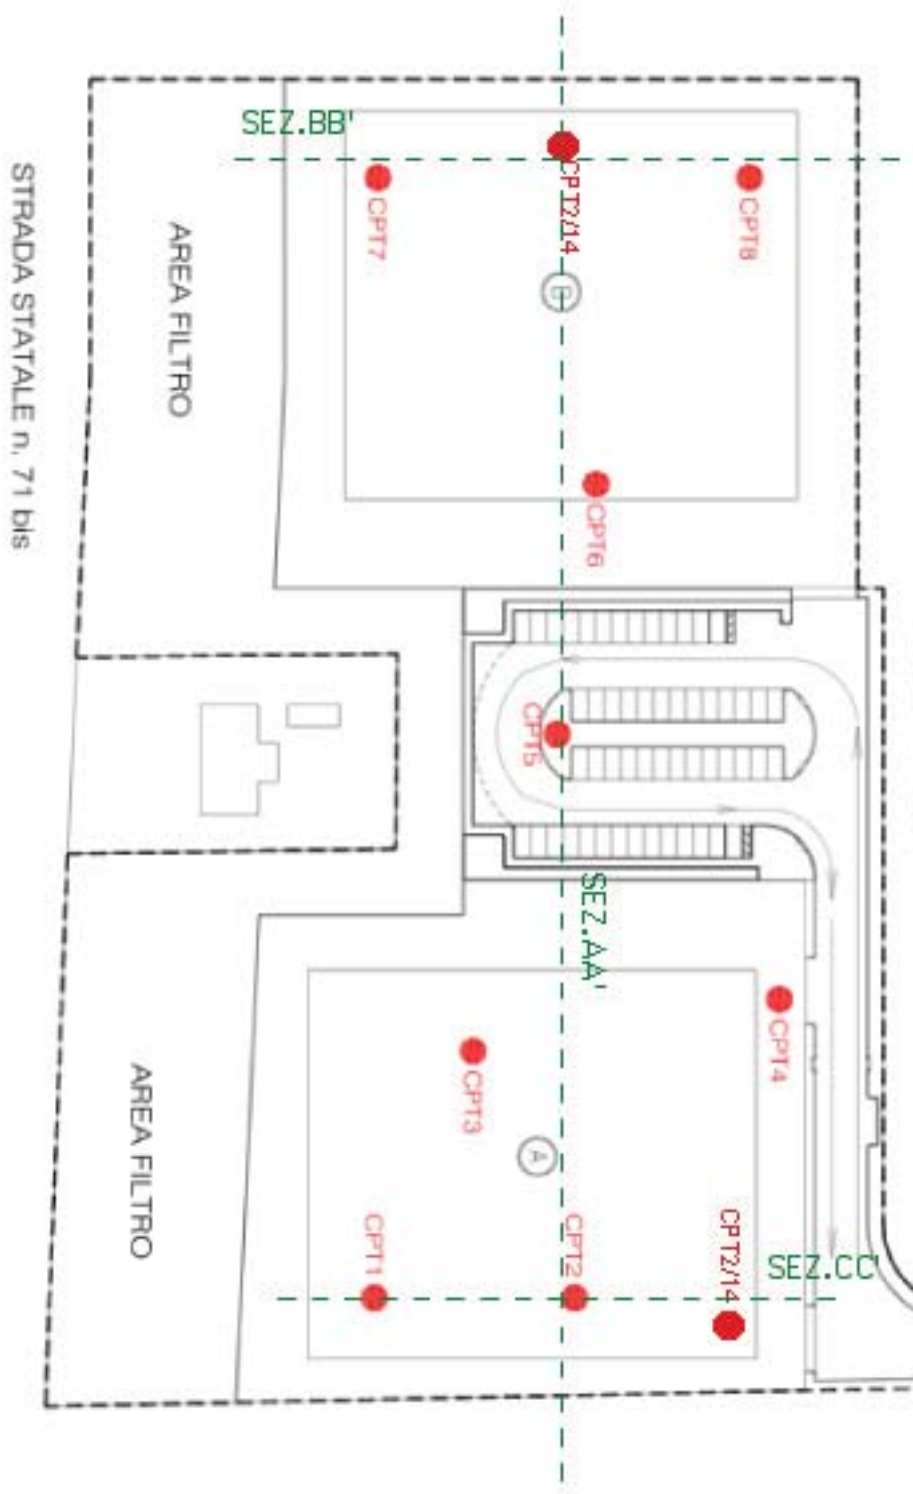 SEZ.BB'
CPT2/14
CPT7
CPT8
B
AREA FILTRO
STRADA STATALE n. 71 bis
CPT6
CPT5
SEZ.AA'
CPT4
CPT3
A
AREA FILTRO
CPT1
CPT2
CPT2/14
SEZ.CC'